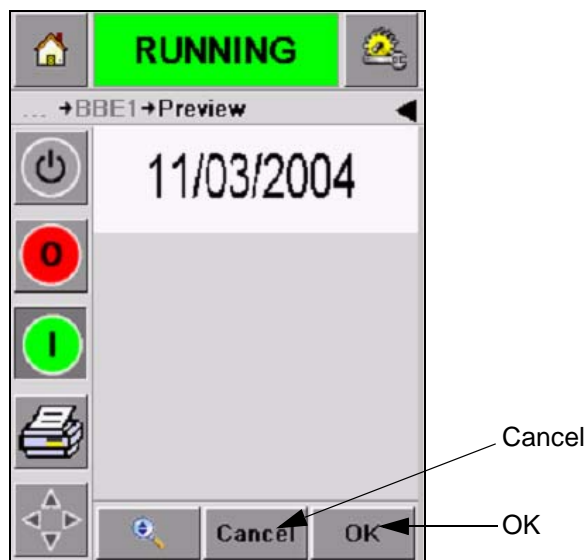 RUNNING
... →BBE1→Preview
11/03/2004
O
I
Cancel
Cancel
OK
OK